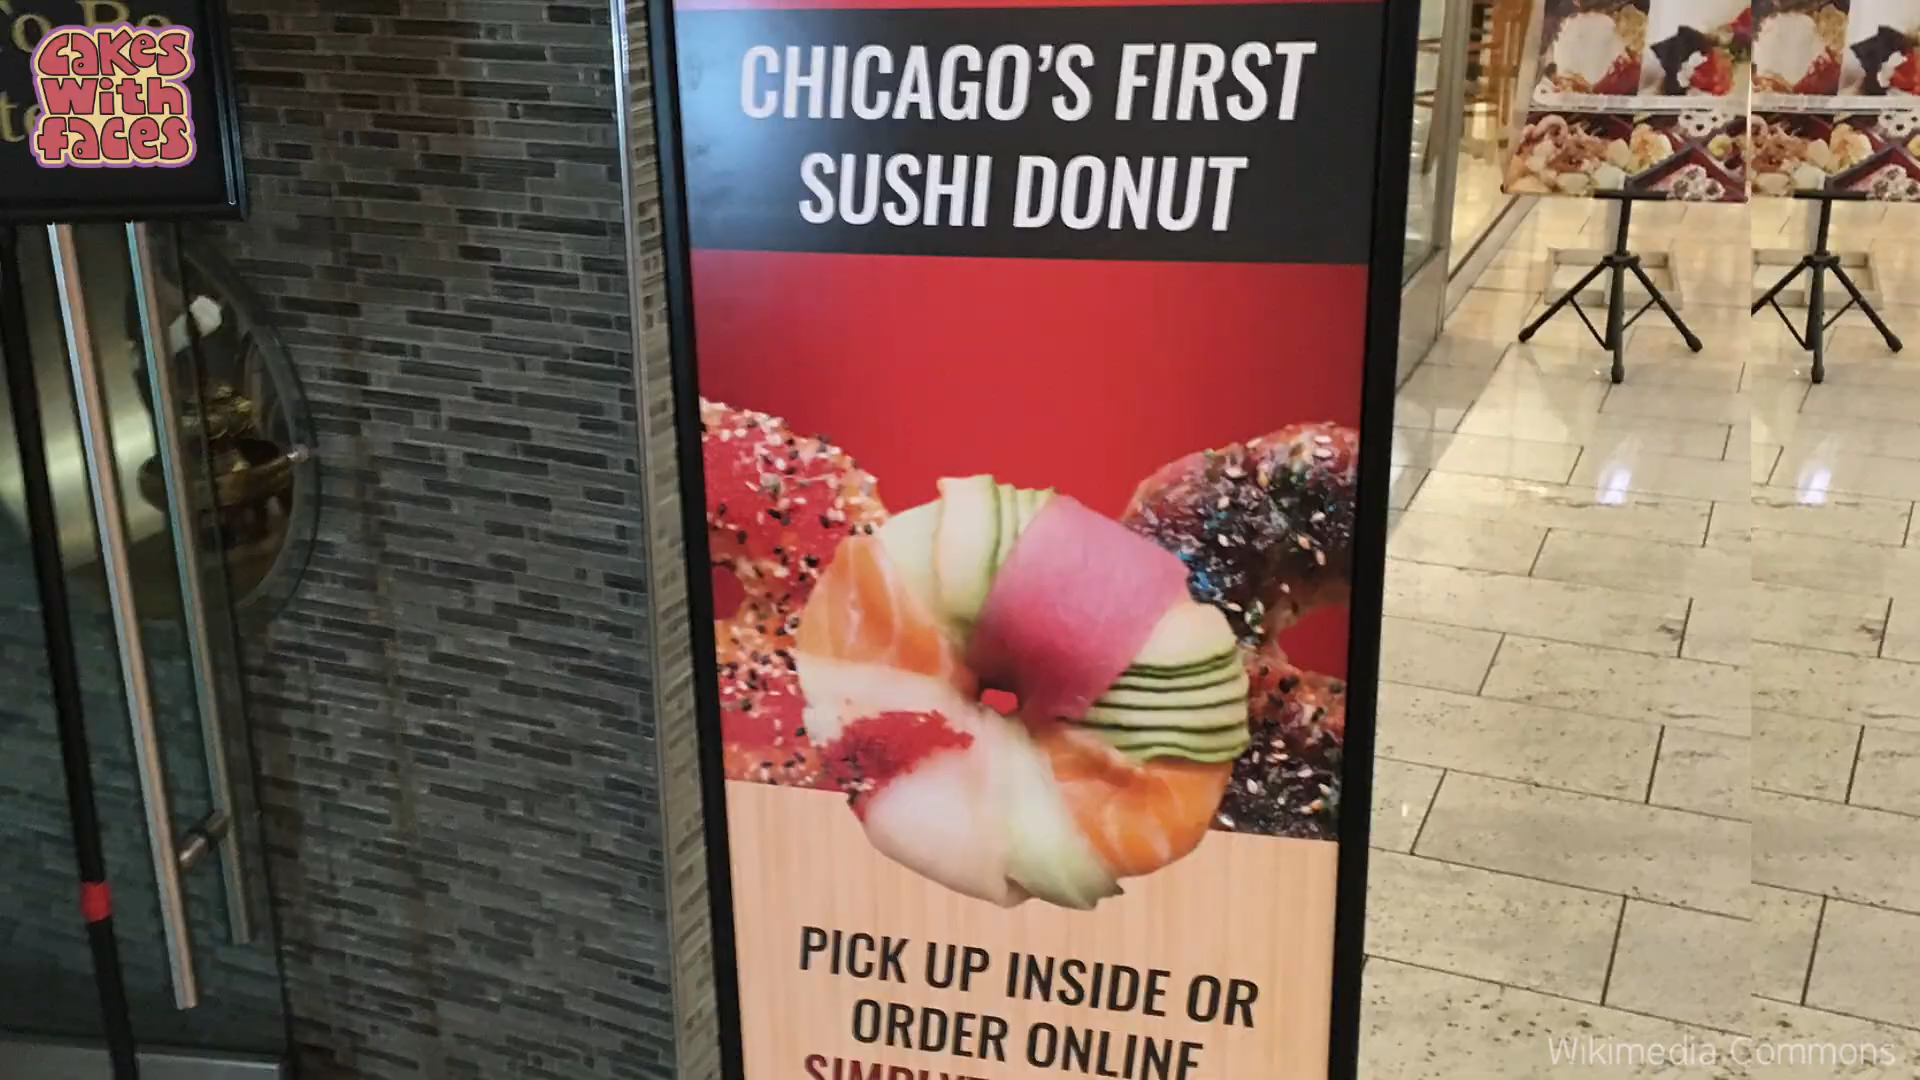 Cakes
With
faces
CHICAGO'S FIRST
SUSHI DONUT
PICK UP INSIDE OR
ORDER ONLINE
Wikimedia Commons